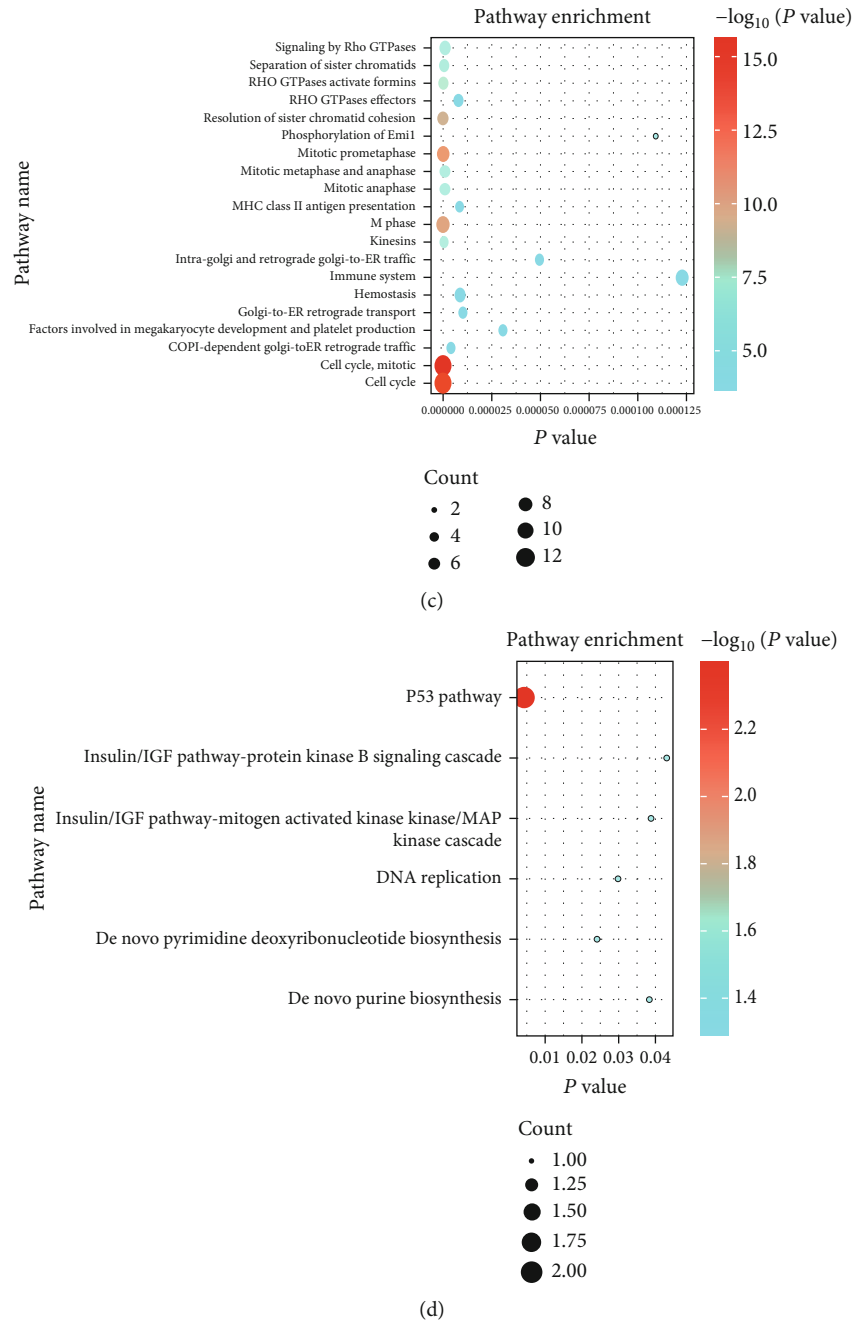 Pathway enrichment
−log10 (P value)
Pathway name
Signaling by Rho GTPases
Separation of sister chromatids
RHO GTPases activate formins
RHO GTPases effectors
Resolution of sister chromatid cohesion
Phosphorylation of Emi1
Mitotic prometaphase
Mitotic metaphase and anaphase
Mitotic anaphase
MHC class II antigen presentation
M phase
Kinesins
Intra-golgi and retrograde golgi-to-ER traffic
Immune system
Hemostasis
Golgi-to-ER retrograde transport
Factors involved in megakaryocyte development and platelet production
COPI-dependent golgi-toER retrograde traffic
Cell cycle, mitotic
Cell cycle
15.0
12.5
10.0
7.5
5.0
0.000000 0.000025 0.000050 0.000075 0.000100 0.000125
P value
Count
2
4
6
8
10
12
(c)
Pathway enrichment
−log10 (P value)
Pathway name
P53 pathway
Insulin/IGF pathway-protein kinase B signaling cascade
Insulin/IGF pathway-mitogen activated kinase kinase/MAP
kinase cascade
DNA replication
De novo pyrimidine deoxyribonucleotide biosynthesis
De novo purine biosynthesis
2.2
2.0
1.8
1.6
1.4
0.01 0.02 0.03 0.04
P value
Count
1.00
1.25
1.50
1.75
2.00
(d)